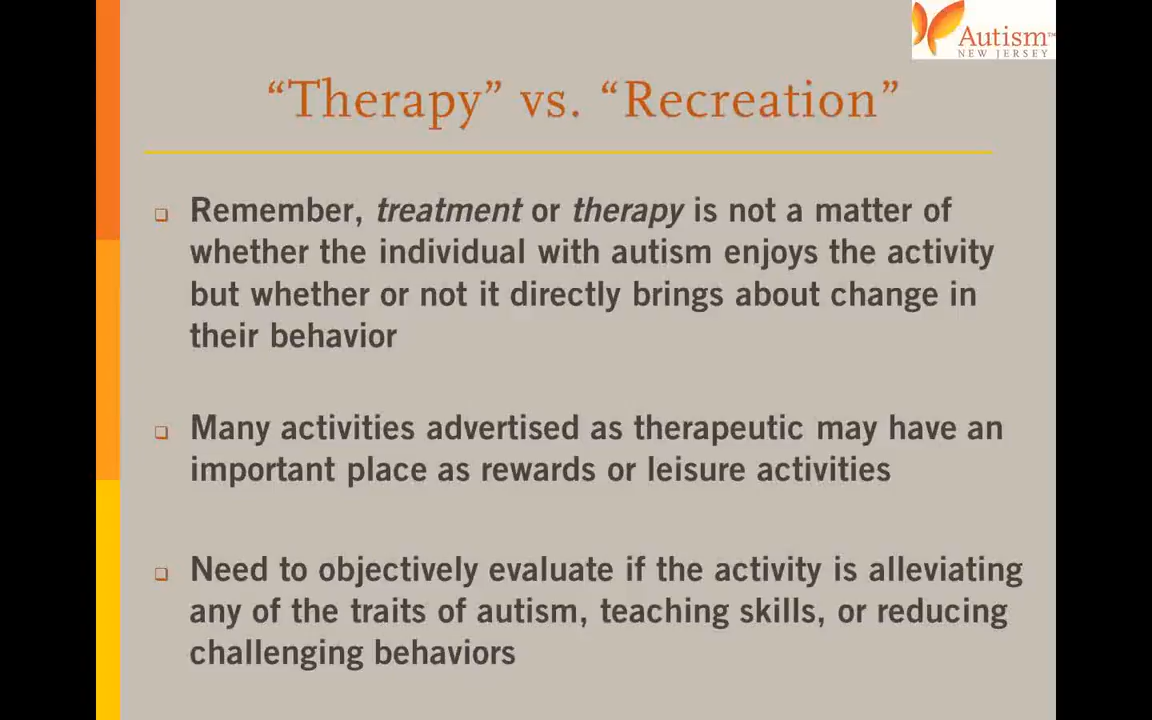 Autism™
NEW JERSEY
“Therapy” vs. “Recreation”
❑ Remember, treatment or therapy is not a matter of
whether the individual with autism enjoys the activity
but whether or not it directly brings about change in
their behavior
❑ Many activities advertised as therapeutic may have an
important place as rewards or leisure activities
❑ Need to objectively evaluate if the activity is alleviating
any of the traits of autism, teaching skills, or reducing
challenging behaviors